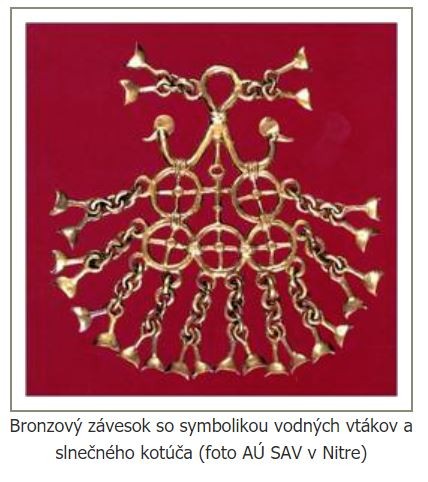 Bronzový závesok so symbolikou vodných vtákov a
slnečného kotúča (foto AÚ SAV v Nitre)